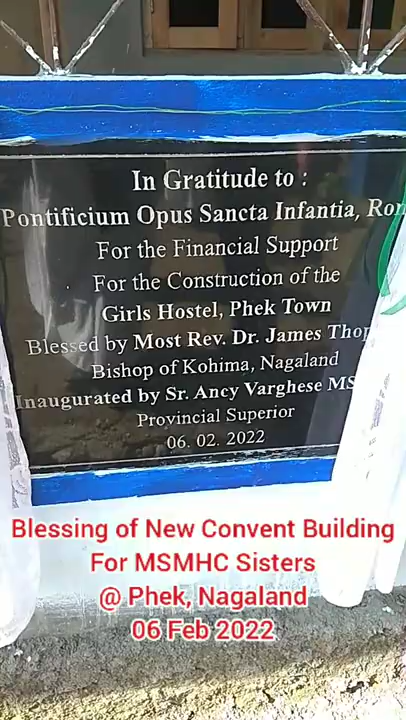 In Gratitude to :
Pontificium Opus Sancta Infantia,
For the Financial Support
For the Construction of the
Girls Hostel, Phek Town
Blessed by Most Rev. Dr. James
Bishop of Kohima, Nagaland
Inaugurated by Sr. Ancy Varghese
Provincial Superior
06. 02. 2022
Blessing of New Convent Building
For MSMHC Sisters
@ Phek, Nagaland
06 Feb 2022